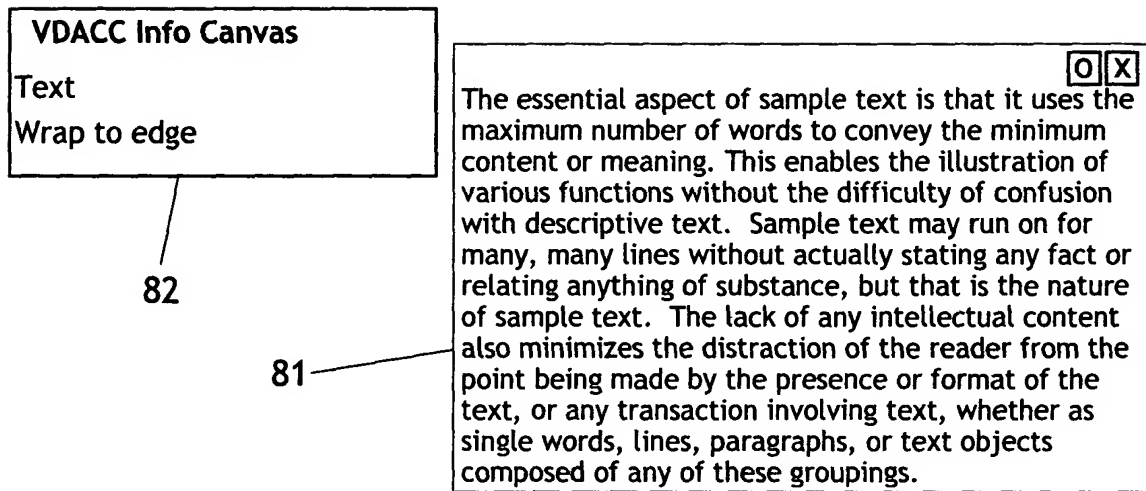 VDACC Info Canvas
Text
Wrap to edge
82
O X
The essential aspect of sample text is that it uses the
maximum number of words to convey the minimum
content or meaning. This enables the illustration of
various functions without the difficulty of confusion
with descriptive text.  Sample text may run on for
many, many lines without actually stating any fact or
relating anything of substance, but that is the nature
of sample text.  The lack of any intellectual content
also minimizes the distraction of the reader from the
point being made by the presence or format of the
text, or any transaction involving text, whether as
single words, lines, paragraphs, or text objects
composed of any of these groupings.
81